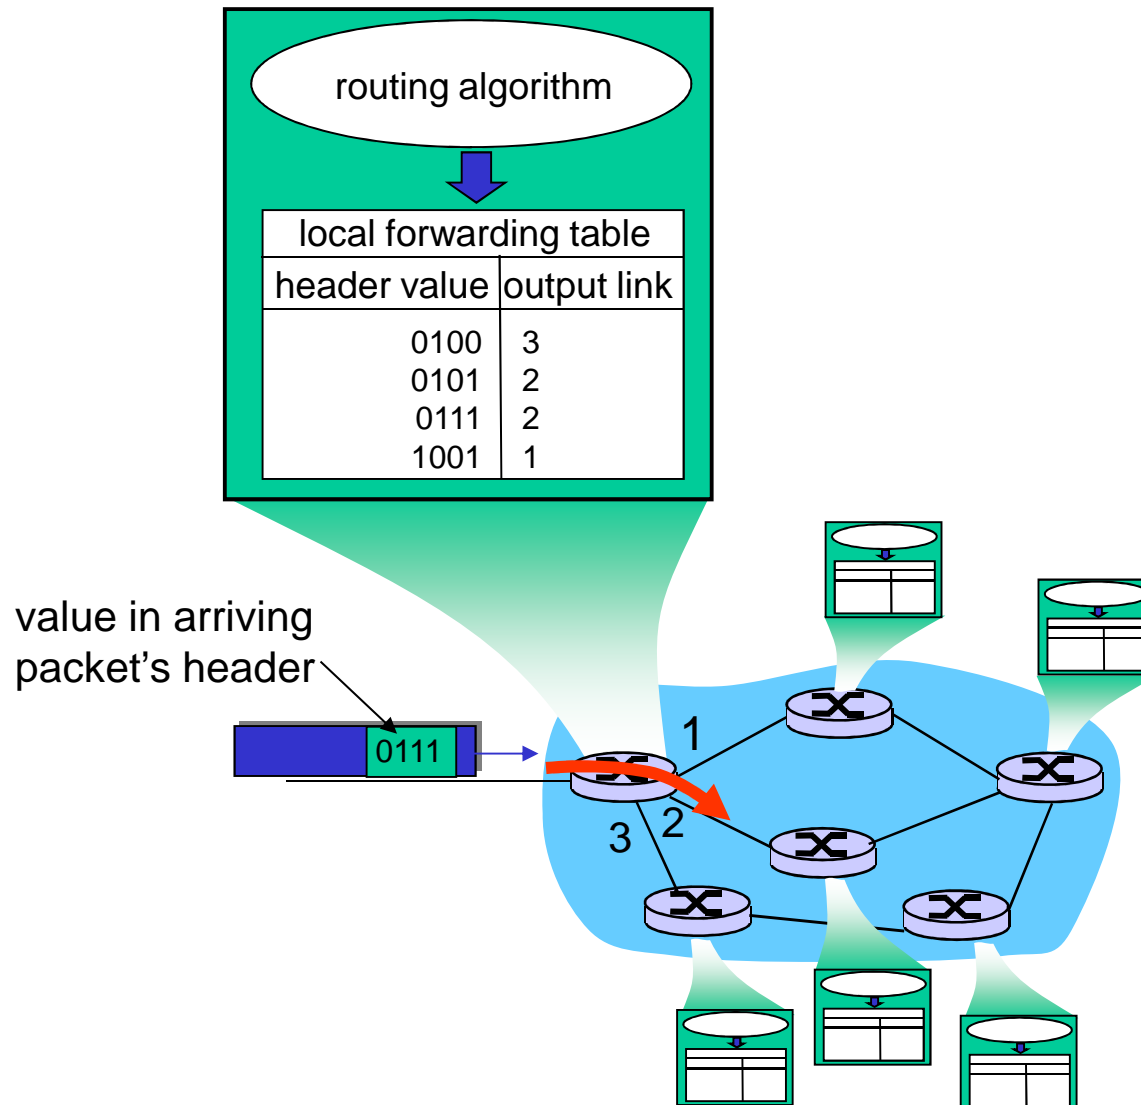 routing algorithm
local forwarding table
header value output link
0100 3
0101 2
0111 2
1001 1
value in arriving
packet's header
0111
1
2
3